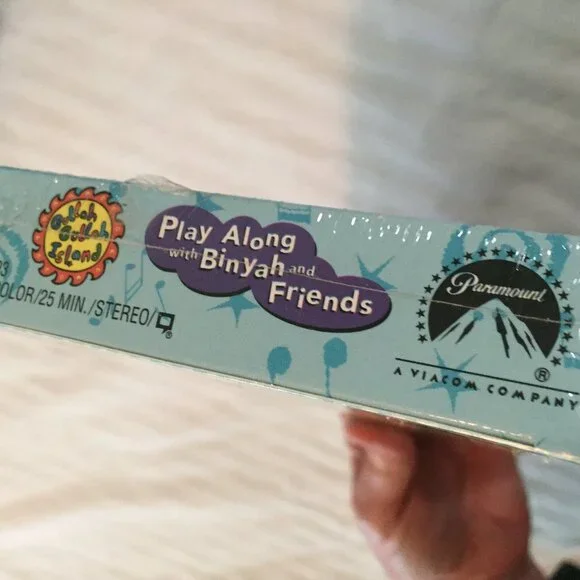 Gullah
Gullah
Island
Play Along
with Binyah and
Friends
Paramount
®
A VIACOM COMPANY
OLOR/25 MIN./STEREO/
®